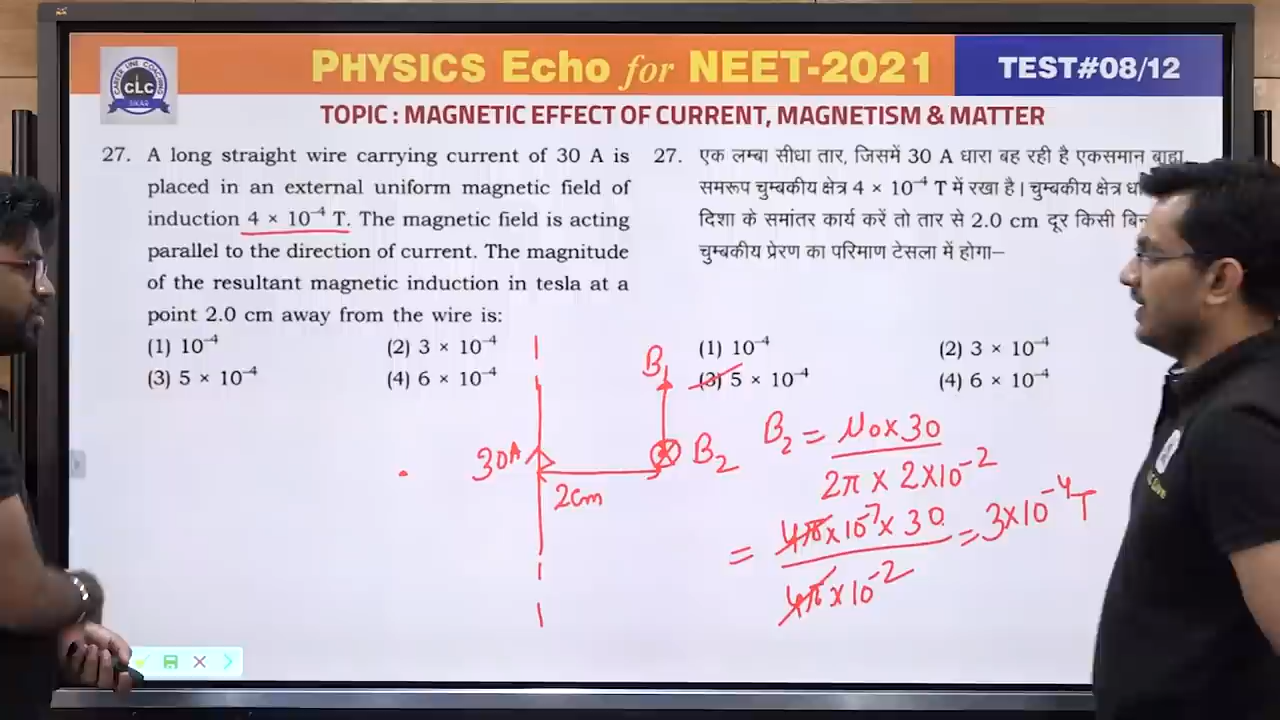 CAREER LINE COACHING
CLC
SIKAR
PHYSICS Echo for NEET-2021
TEST#08/12
TOPIC : MAGNETIC EFFECT OF CURRENT, MAGNETISM & MATTER
27. A long straight wire carrying current of 30 A is
placed in an external uniform magnetic field of
induction 4 × 10⁻⁴ T. The magnetic field is acting
parallel to the direction of current. The magnitude
of the resultant magnetic induction in tesla at a
point 2.0 cm away from the wire is:
(1) 10⁻⁴ (2) 3 × 10⁻⁴
(3) 5 × 10⁻⁴ (4) 6 × 10⁻⁴
27. एक लम्बा सीधा तार, जिसमें 30 A धारा बह रही है एकसमान बाह्य
समरूप चुम्बकीय क्षेत्र 4 × 10⁻⁴ T में रखा है। चुम्बकीय क्षेत्र
दिशा के समांतर कार्य करें तो तार से 2.0 cm दूर किसी
चुम्बकीय प्रेरण का परिमाण टेसला में होगा–
(1) 10⁻⁴ (2) 3 × 10⁻⁴
(3) 5 × 10⁻⁴ (4) 6 × 10⁻⁴
B
30A
2cm
B₂
B₂ = μ0 × 30
2π × 2×10⁻²
= 4π×10⁻⁷ × 30 = 3×10⁻⁴ T
4π×10⁻²